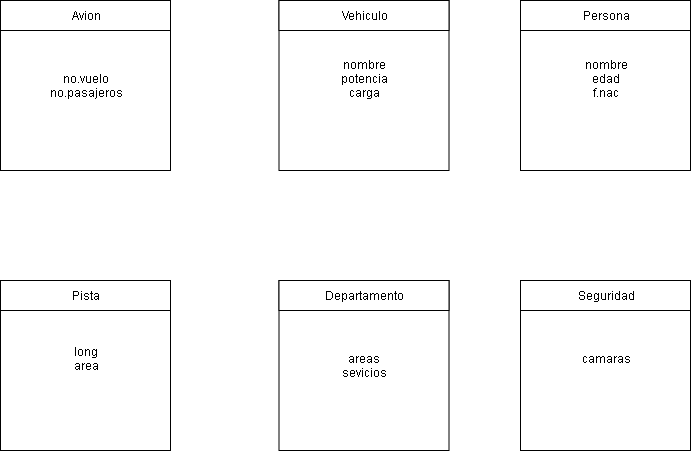 Avion
no.vuelo
no.pasajeros
Vehiculo
nombre
potencia
carga
Persona
nombre
edad
f.nac
Pista
long
area
Departamento
areas
sevicios
Seguridad
camaras